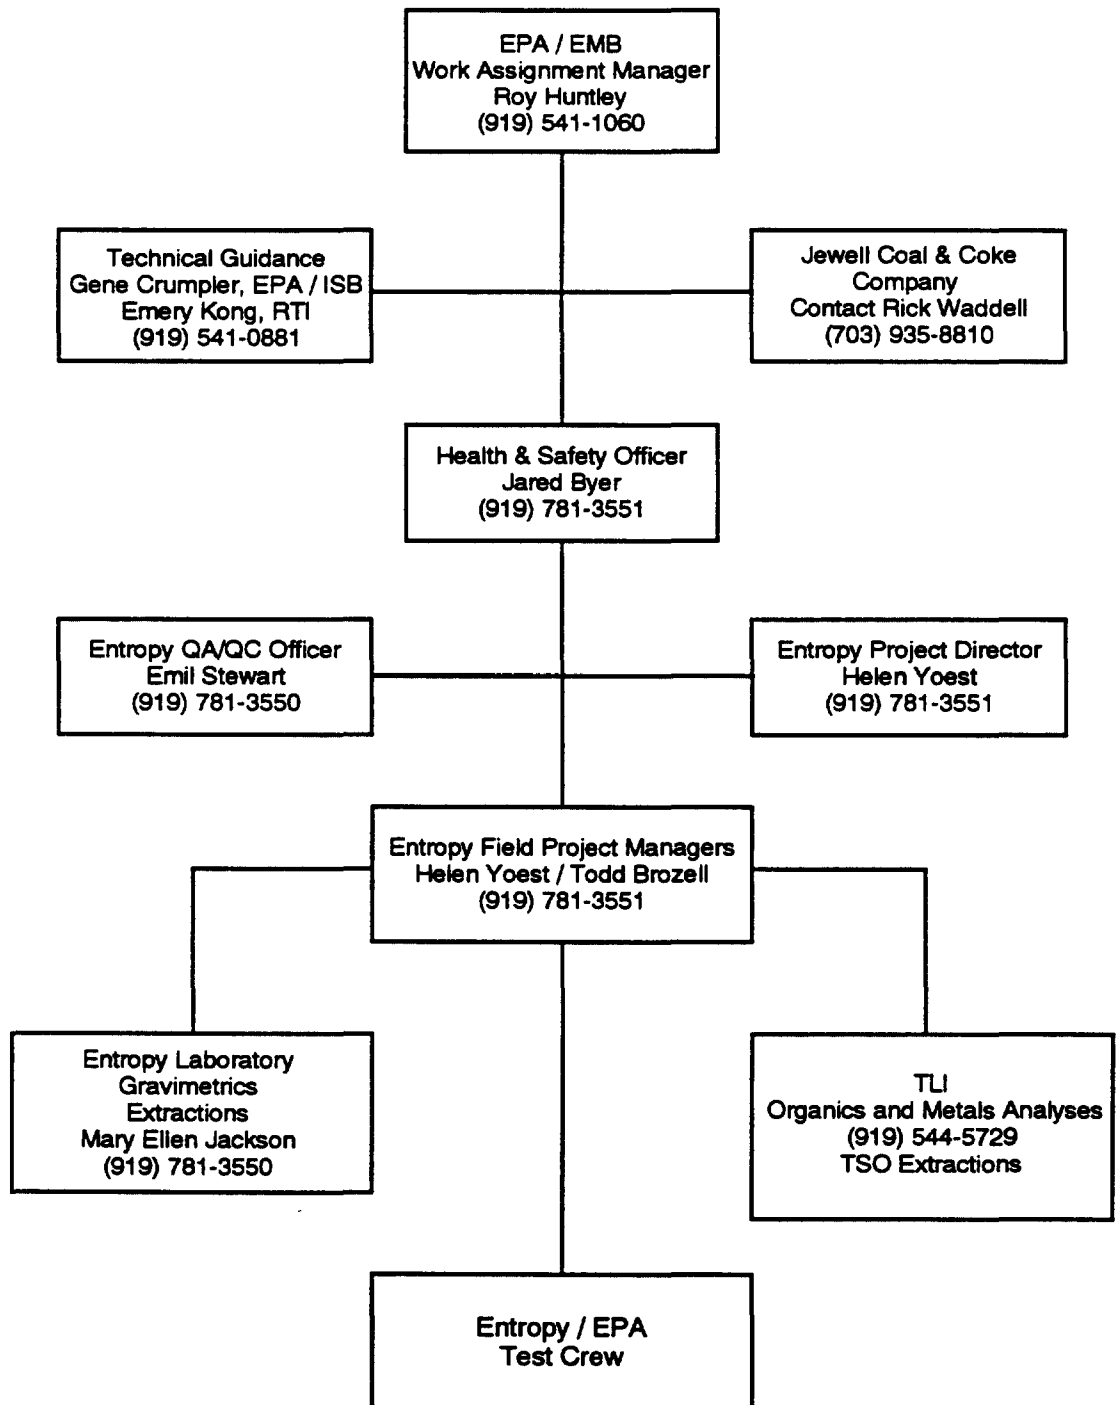 EPA / EMB
Work Assignment Manager
Roy Huntley
(919) 541-1060
Technical Guidance
Gene Crumpler, EPA / ISB
Emery Kong, RTI
(919) 541-0881
Jewell Coal & Coke
Company
Contact Rick Waddell
(703) 935-8810
Health & Safety Officer
Jared Byer
(919) 781-3551
Entropy QA/QC Officer
Emil Stewart
(919) 781-3550
Entropy Project Director
Helen Yoest
(919) 781-3551
Entropy Field Project Managers
Helen Yoest / Todd Brozell
(919) 781-3551
Entropy Laboratory
Gravimetrics
Extractions
Mary Ellen Jackson
(919) 781-3550
TLI
Organics and Metals Analyses
(919) 544-5729
TSO Extractions
Entropy / EPA
Test Crew